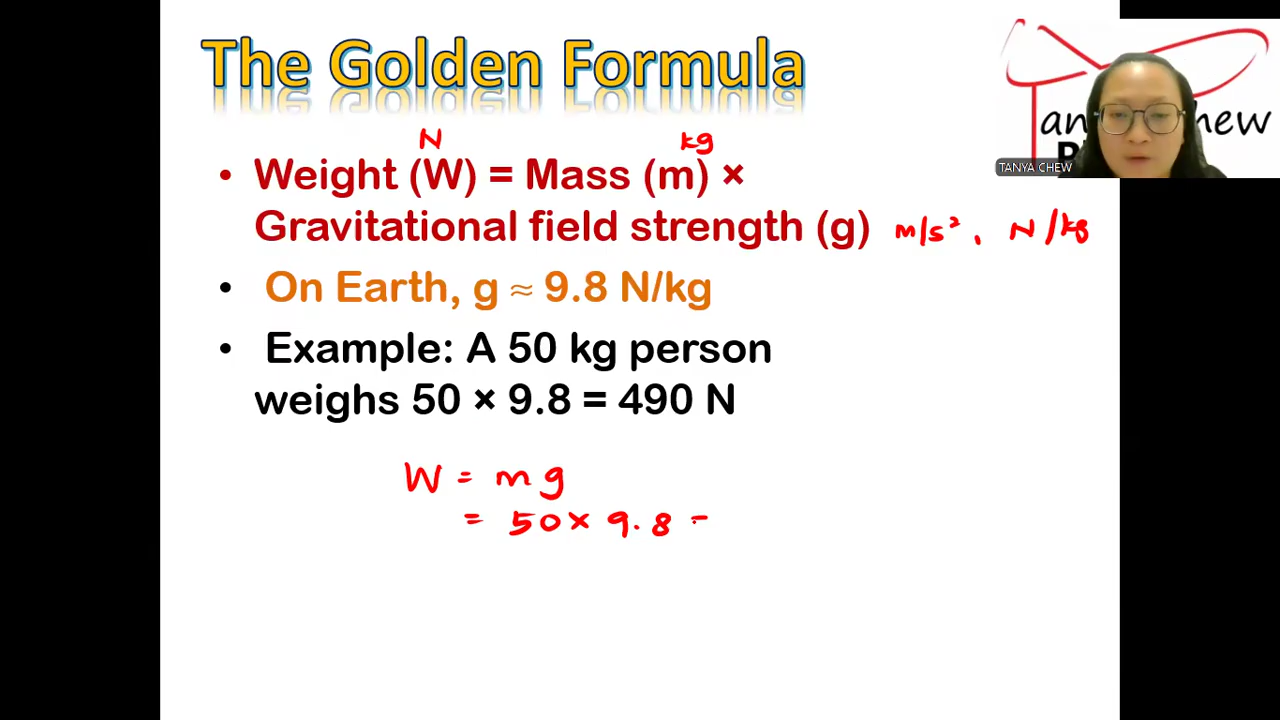 The Golden Formula
N kg
• Weight (W) = Mass (m) ×
Gravitational field strength (g) m/s², N/kg
• On Earth, g ≈ 9.8 N/kg
• Example: A 50 kg person
weighs 50 × 9.8 = 490 N
W = mg
= 50 × 9.8 =
TANYA CHEW